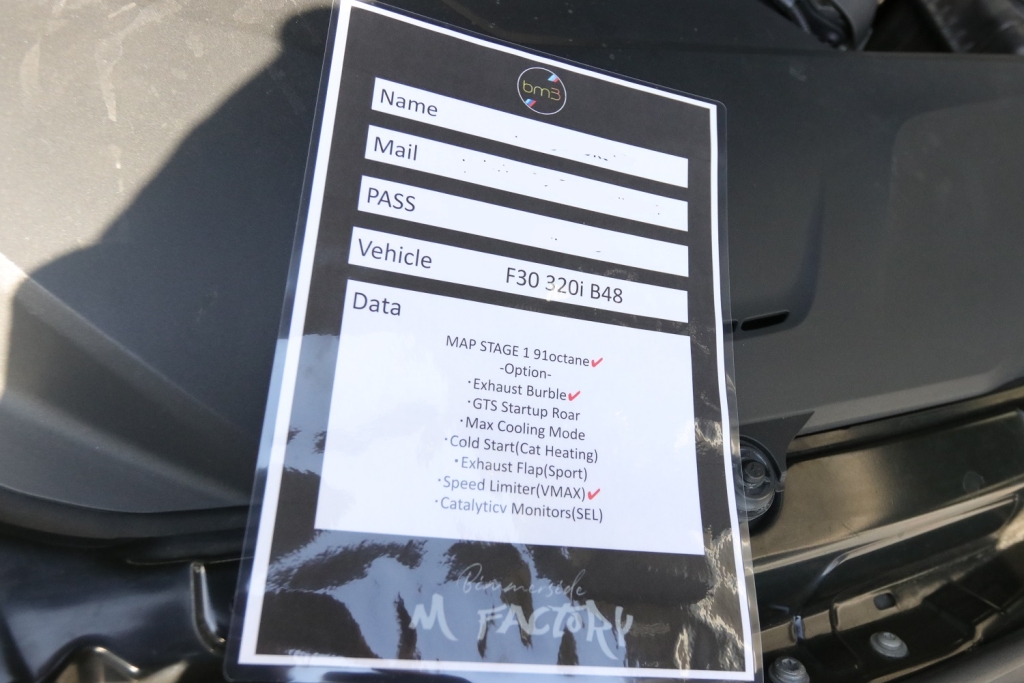 bm3
Name
Mail
PASS
Vehicle F30 320i B48
Data
MAP STAGE 1 91octane✓
-Option-
・Exhaust Burble✓
・GTS Startup Roar
・Max Cooling Mode
・Cold Start(Cat Heating)
・Exhaust Flap(Sport)
・Speed Limiter(VMAX)✓
・Catalyticv Monitors(SEL)
Bimmerside
M FACTORY